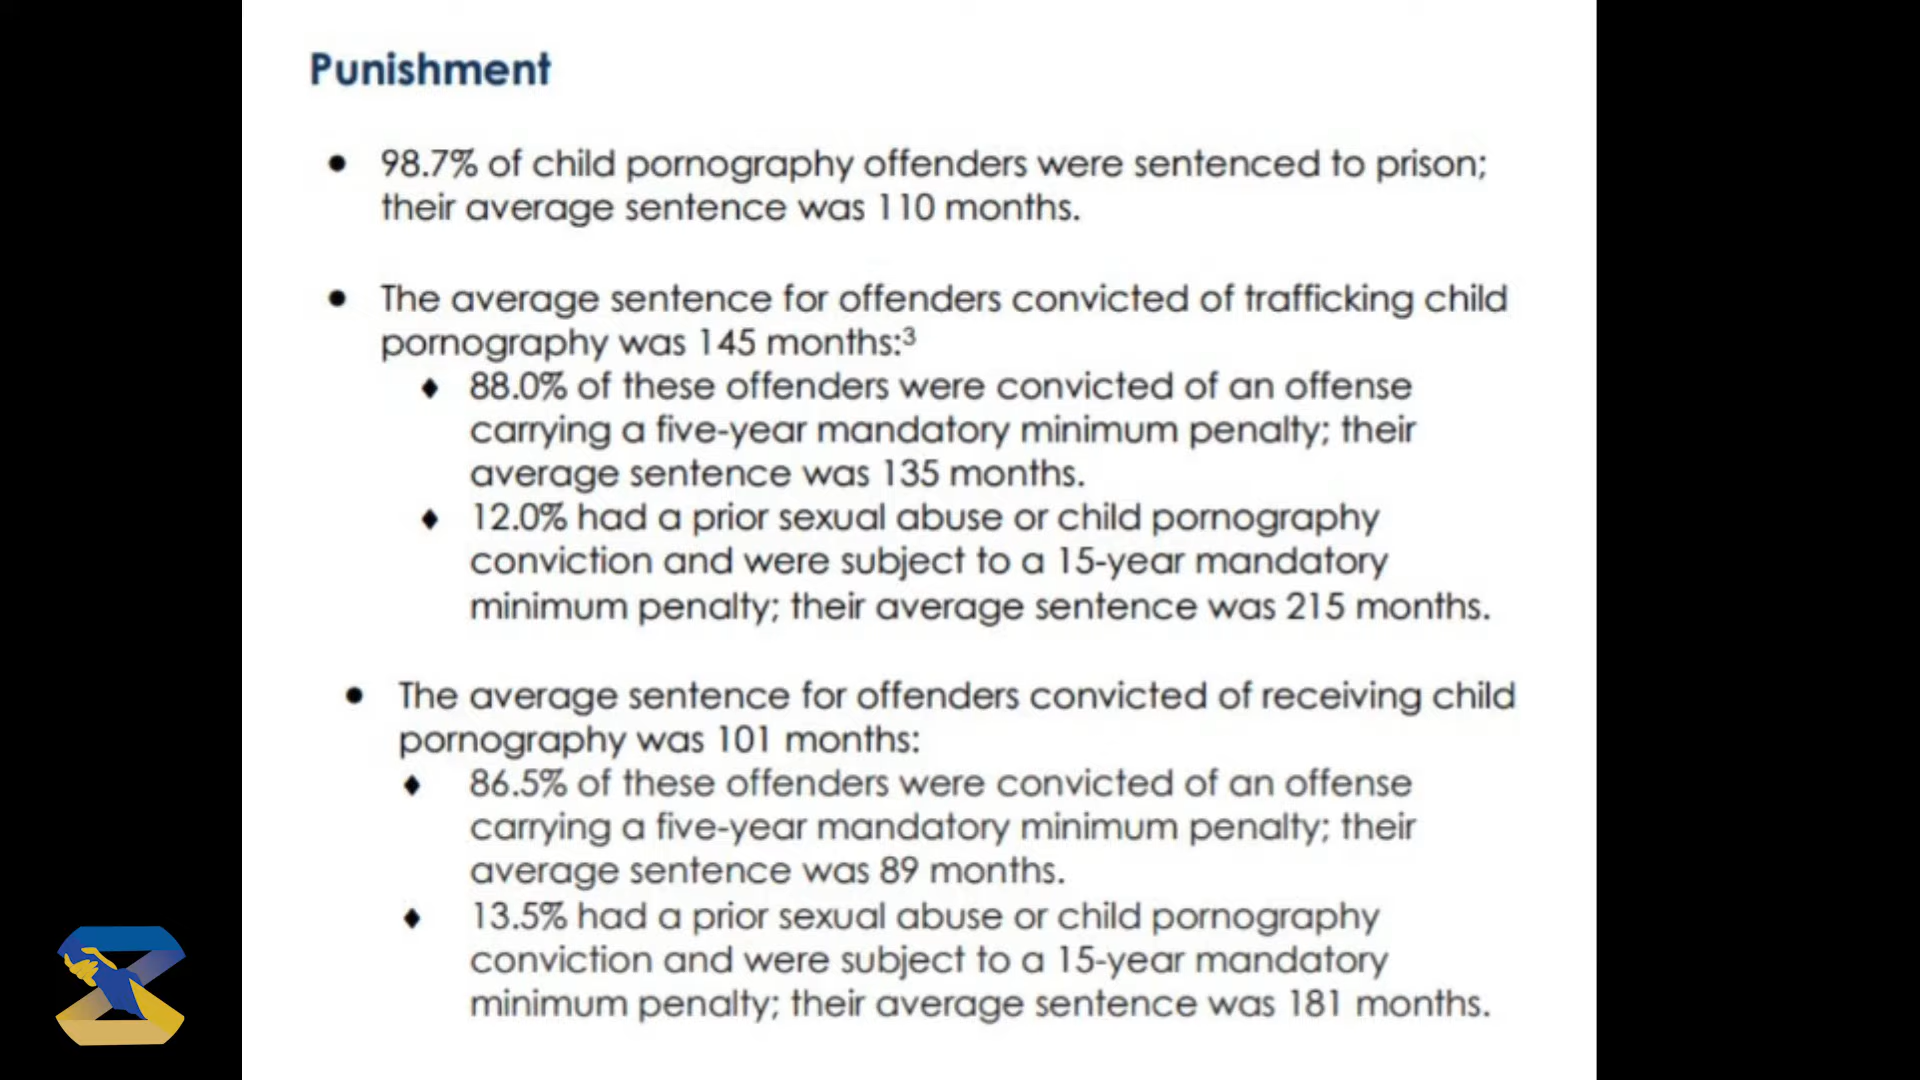 Punishment
● 98.7% of child pornography offenders were sentenced to prison;
their average sentence was 110 months.
● The average sentence for offenders convicted of trafficking child
pornography was 145 months:³
♦ 88.0% of these offenders were convicted of an offense
carrying a five-year mandatory minimum penalty; their
average sentence was 135 months.
♦ 12.0% had a prior sexual abuse or child pornography
conviction and were subject to a 15-year mandatory
minimum penalty; their average sentence was 215 months.
● The average sentence for offenders convicted of receiving child
pornography was 101 months:
♦ 86.5% of these offenders were convicted of an offense
carrying a five-year mandatory minimum penalty; their
average sentence was 89 months.
♦ 13.5% had a prior sexual abuse or child pornography
conviction and were subject to a 15-year mandatory
minimum penalty; their average sentence was 181 months.